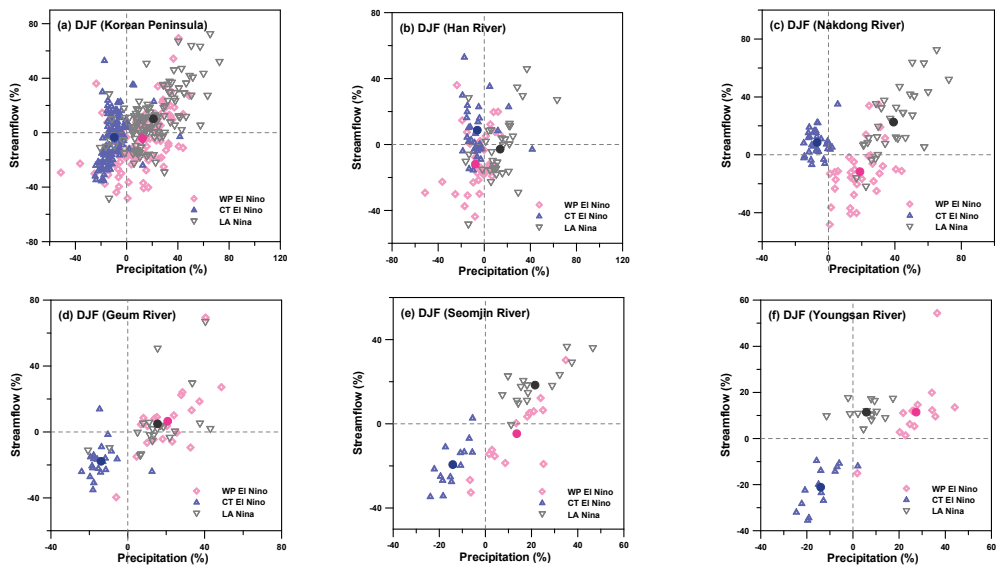 (a) DJF (Korean Peninsula)
80
40
0
-40
-80
-40
0
40
80
120
Streamflow (%)
Precipitation (%)
WP El Nino
CT El Nino
LA Nina
(b) DJF (Han River)
80
40
0
-40
-80
-40
0
40
80
120
Streamflow (%)
Precipitation (%)
WP El Nino
CT El Nino
LA Nina
(c) DJF (Nakdong River)
80
40
0
-40
-40
0
40
80
Streamflow (%)
Precipitation (%)
WP El Nino
CT El Nino
LA Nina
(d) DJF (Geum River)
80
40
0
-40
-40
0
40
80
Streamflow (%)
Precipitation (%)
WP El Nino
CT El Nino
LA Nina
(e) DJF (Seomjin River)
40
20
0
-20
-40
-40
-20
0
20
40
60
Streamflow (%)
Precipitation (%)
WP El Nino
CT El Nino
LA Nina
(f) DJF (Youngsan River)
60
40
20
0
-20
-40
-40
-20
0
20
40
60
Streamflow (%)
Precipitation (%)
WP El Nino
CT El Nino
LA Nina